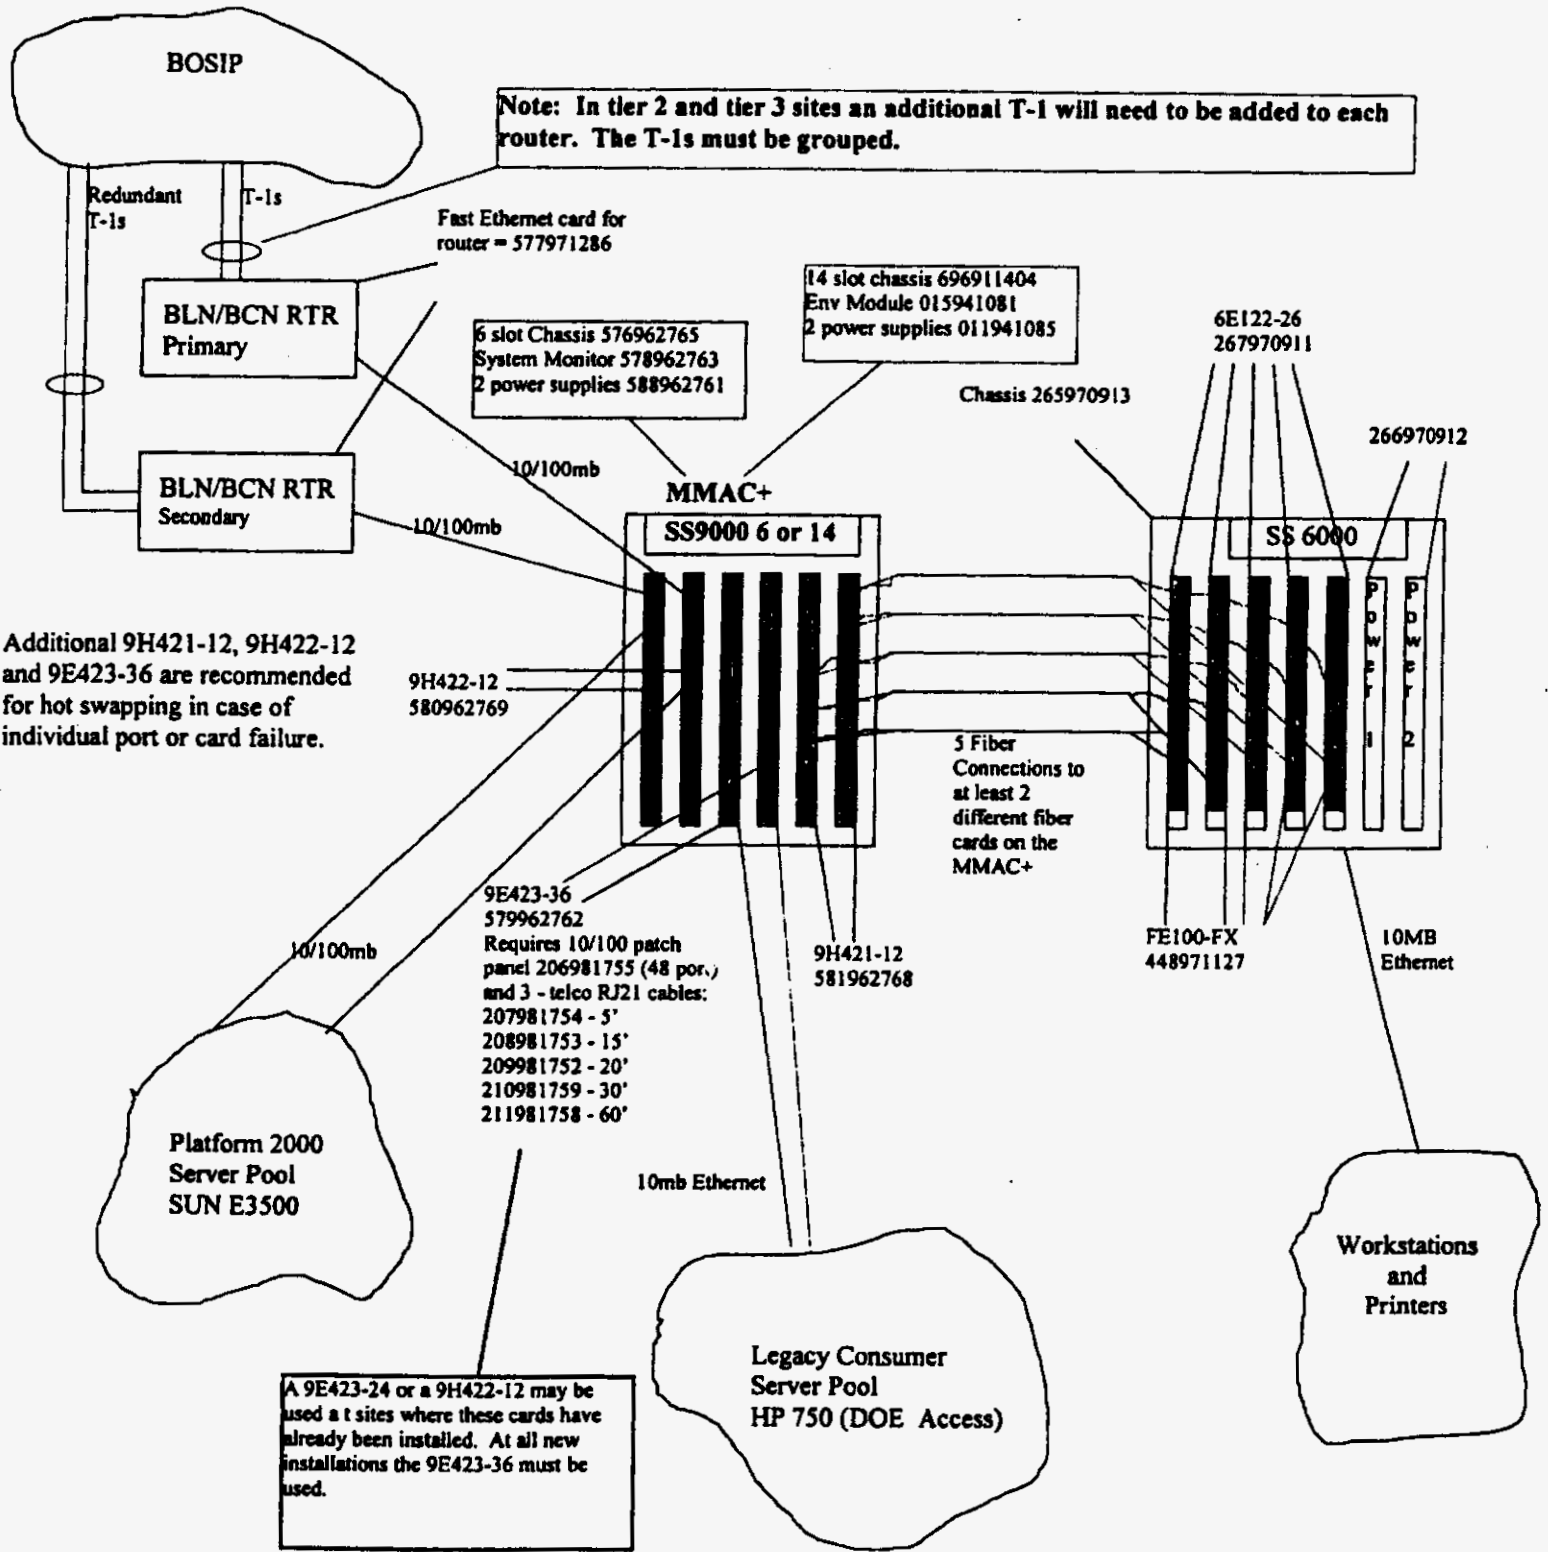 BOSIP
Note: In tier 2 and tier 3 sites an additional T-1 will need to be added to each
router. The T-1s must be grouped.
Redundant
T-1s
T-1s
Fast Ethernet card for
router = 577971286
BLN/BCN RTR
Primary
6 slot Chassis 576962765
System Monitor 578962763
2 power supplies 588962761
14 slot chassis 696911404
Env Module 015941081
2 power supplies 011941085
6E122-26
267970911
Chassis 265970913
266970912
BLN/BCN RTR
Secondary
10/100mb
10/100mb
MMAC+
SS9000 6 or 14
SS 6000
Power 1
Power 2
Additional 9H421-12, 9H422-12
and 9E423-36 are recommended
for hot swapping in case of
individual port or card failure.
9H422-12
580962769
5 Fiber
Connections to
at least 2
different fiber
cards on the
MMAC+
9E423-36
579962762
Requires 10/100 patch
panel 206981755 (48 por.)
and 3 - telco RJ21 cables:
207981754 - 5'
208981753 - 15'
209981752 - 20'
210981759 - 30'
211981758 - 60'
10/100mb
9H421-12
581962768
FE100-FX
448971127
10MB
Ethernet
Platform 2000
Server Pool
SUN E3500
10mb Ethernet
Workstations
and
Printers
Legacy Consumer
Server Pool
HP 750 (DOE Access)
A 9E423-24 or a 9H422-12 may be
used a t sites where these cards have
already been installed. At all new
installations the 9E423-36 must be
used.